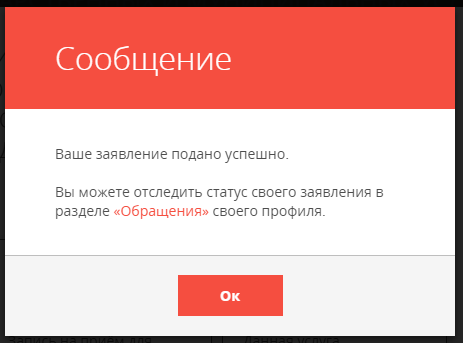 Сообщение
Ваше заявление подано успешно.
Вы можете отследить статус своего заявления в
разделе «Обращения» своего профиля.
Ок